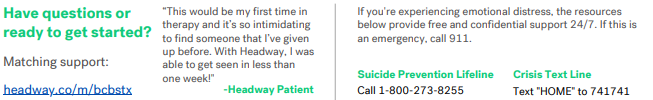 Have questions or
ready to get started?
Matching support:
headway.co/m/bcbstx
"This would be my first time in
therapy and it's so intimidating
to find someone that I've given
up before. With Headway, I was
able to get seen in less than
one week!"
-Headway Patient
If you're experiencing emotional distress, the resources
below provide free and confidential support 24/7. If this is
an emergency, call 911.
Suicide Prevention Lifeline
Call 1-800-273-8255
Crisis Text Line
Text "HOME" to 741741